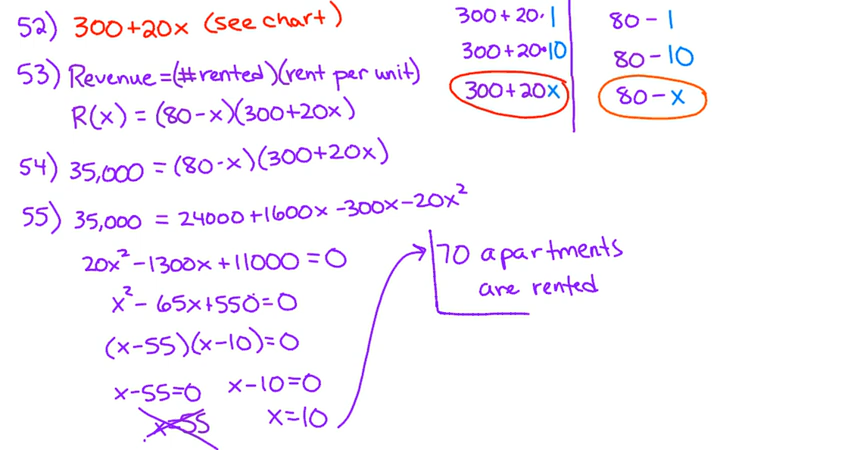 52) 300+20x (see chart)
300+20·1
80-1
300+20·10
80-10
300+20x
80-x
53) Revenue=(#rented)(rent per unit)
R(x) = (80-x)(300+20x)
54) 35,000 = (80-x)(300+20x)
55) 35,000 = 24000+1600x-300x-20x²
20x²-1300x+11000=0
x²-65x+550=0
(x-55)(x-10)=0
x-55=0 x-10=0
x=55 x=10
70 apartments
are rented